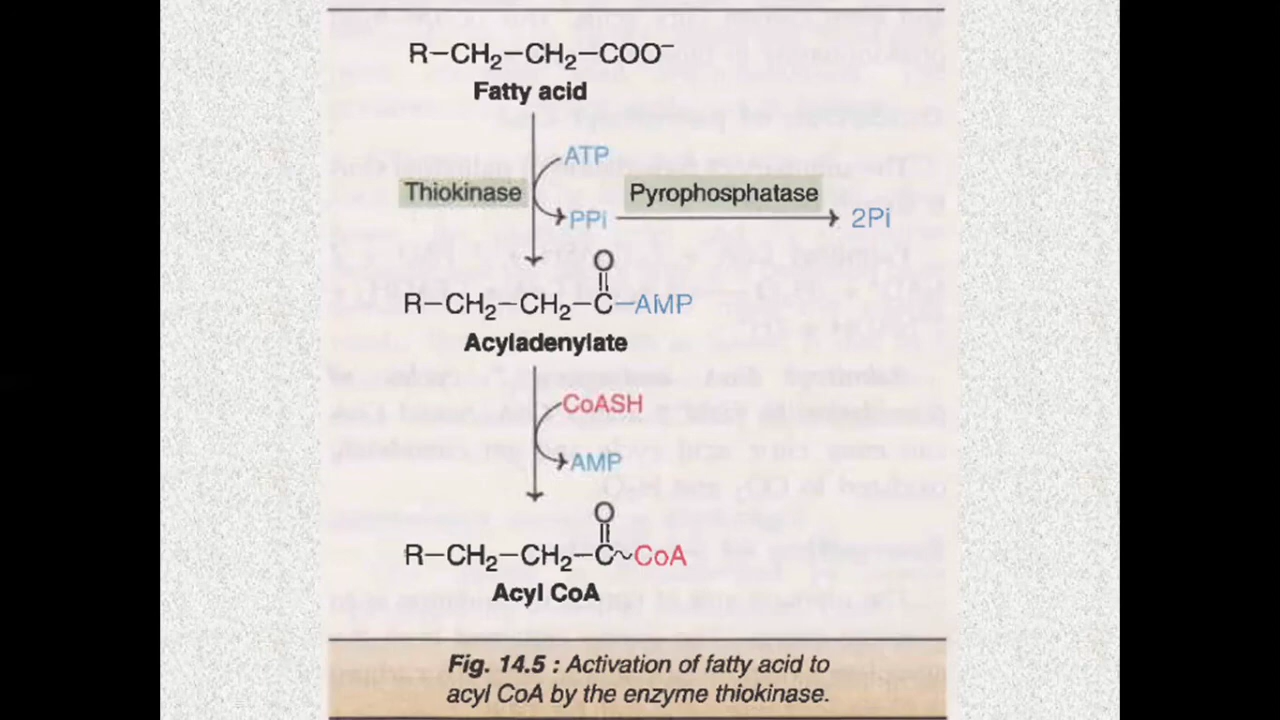 R–CH₂–CH₂–COO⁻
Fatty acid
ATP
Thiokinase
Pyrophosphatase
PPi
2Pi
O
R–CH₂–CH₂–C–AMP
Acyladenylate
CoASH
AMP
O
R–CH₂–CH₂–C~CoA
Acyl CoA
Fig. 14.5 : Activation of fatty acid to
acyl CoA by the enzyme thiokinase.